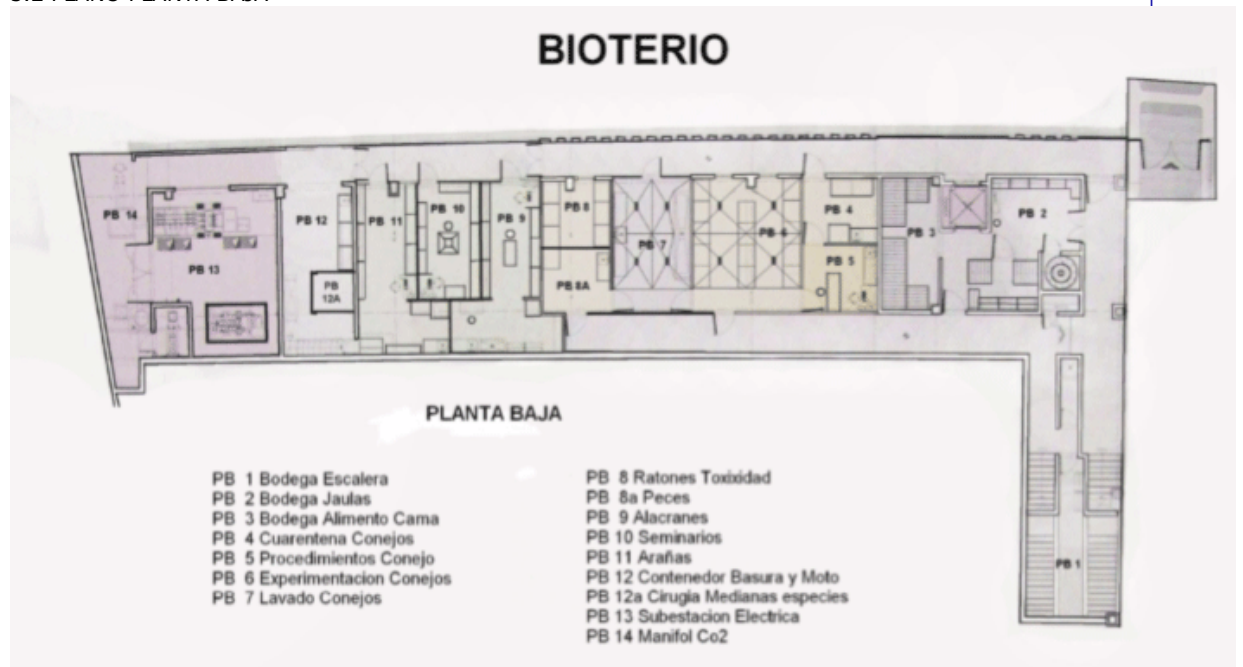 BIOTERIO
PB 14
PB 13
PB 12
PB
12A
PB 11
PB 10
PB 9
PB 8
PB 8A
PB 7
PB 6
PB 4
PB 5
PB 3
PB 2
PB 1
PLANTA BAJA
PB 1 Bodega Escalera
PB 2 Bodega Jaulas
PB 3 Bodega Alimento Cama
PB 4 Cuarentena Conejos
PB 5 Procedimientos Conejo
PB 6 Experimentacion Conejos
PB 7 Lavado Conejos
PB 8 Ratones Toxixidad
PB 8a Peces
PB 9 Alacranes
PB 10 Seminarios
PB 11 Arañas
PB 12 Contenedor Basura y Moto
PB 12a Cirugia Medianas especies
PB 13 Subestacion Electrica
PB 14 Manifol Co2